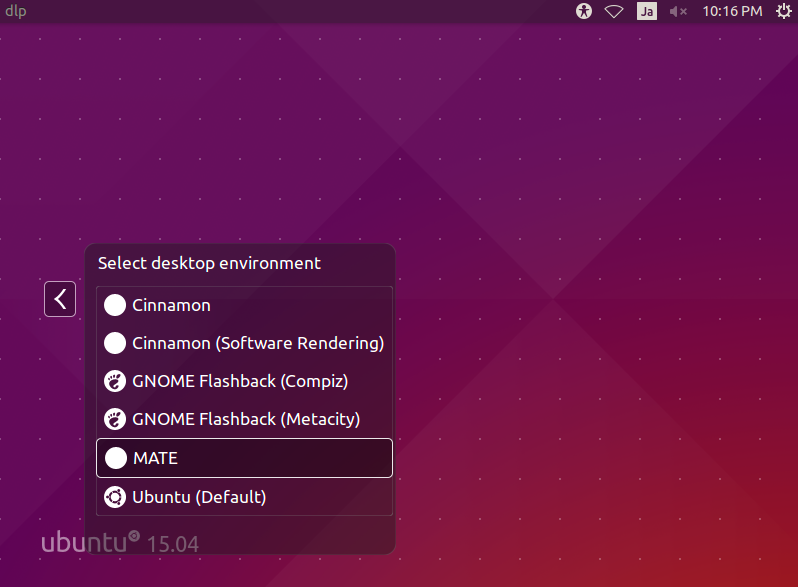 dlp
Ja 10:16 PM
Select desktop environment
Cinnamon
Cinnamon (Software Rendering)
GNOME Flashback (Compiz)
GNOME Flashback (Metacity)
MATE
Ubuntu (Default)
ubuntu 15.04